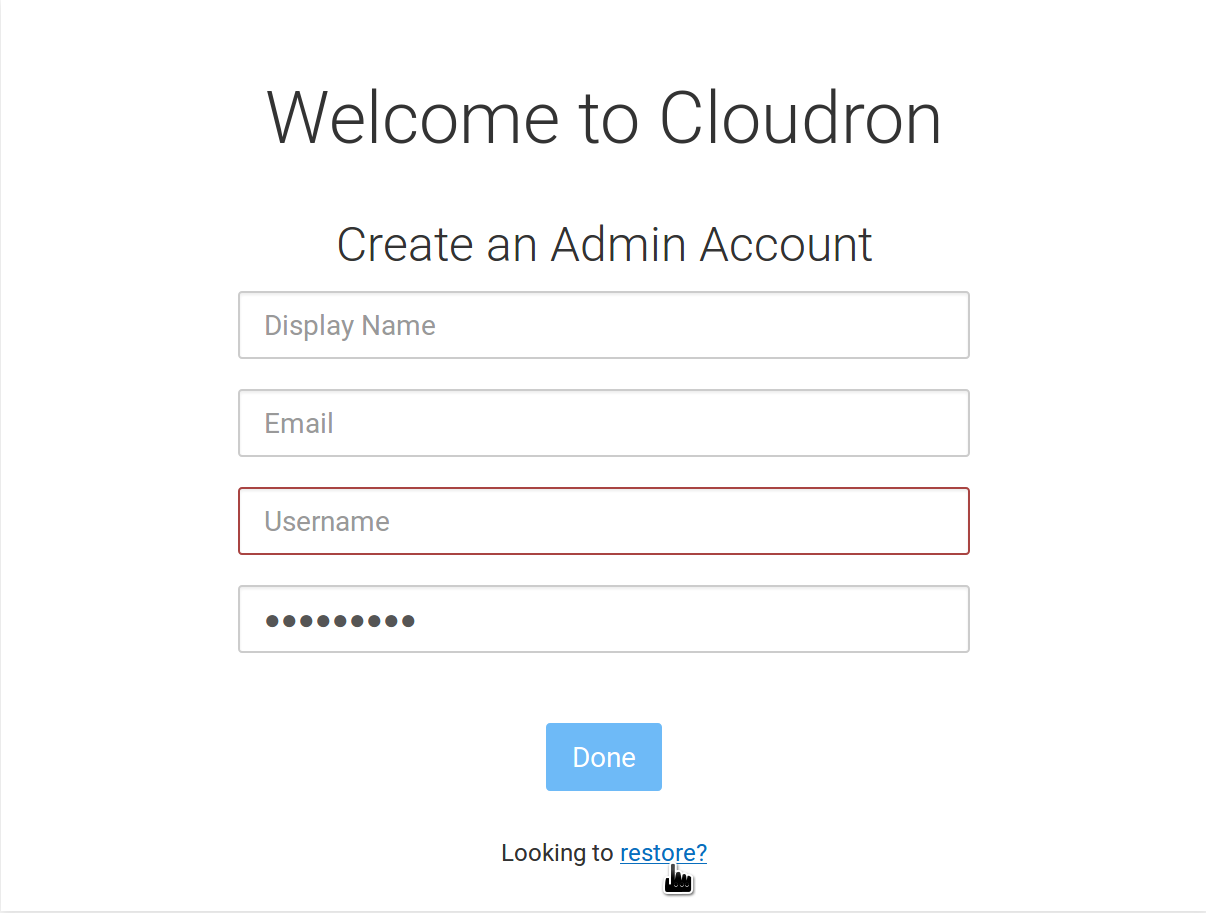 Welcome to Cloudron
Create an Admin Account
Display Name
Email
Username
●●●●●●●●●
Done
Looking to restore?